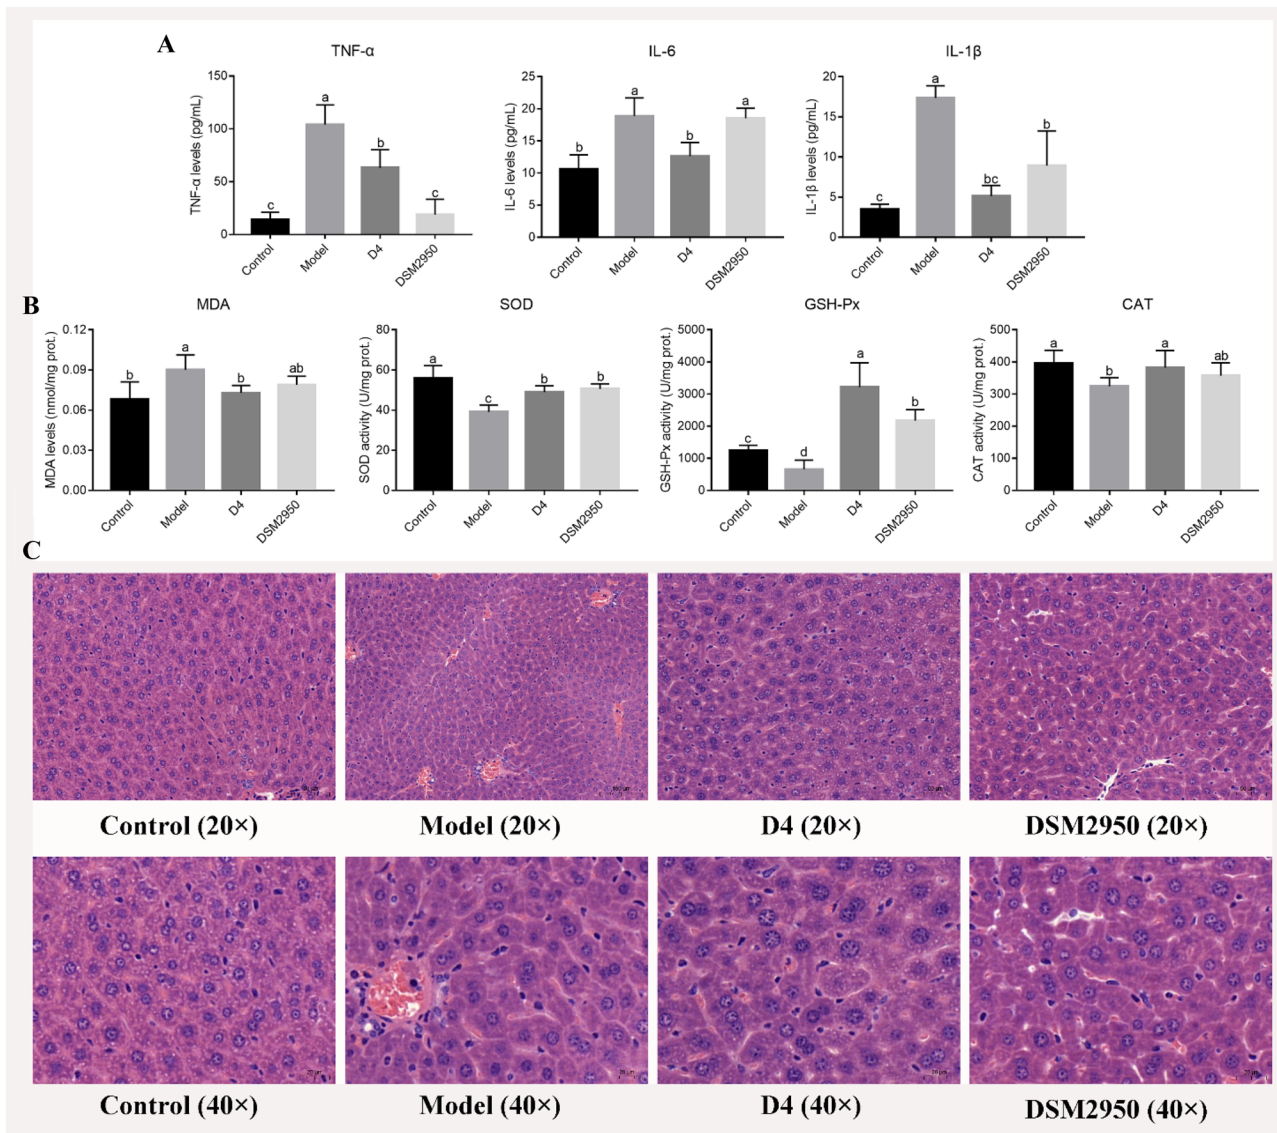 A
TNF-α
IL-6
IL-1β
TNF-α levels (pg/mL)
150
100
50
0
a
b
c
c
Control
Model
D4
DSM2950
IL-6 levels (pg/mL)
25
20
15
10
5
0
b
a
b
a
Control
Model
D4
DSM2950
IL-1β levels (pg/mL)
20
15
10
5
0
c
a
bc
b
Control
Model
D4
DSM2950
B
MDA
SOD
GSH-Px
CAT
MDA levels (nmol/mg prot.)
0.12
0.09
0.06
0.03
0.00
b
a
b
ab
Control
Model
D4
DSM2950
SOD activity (U/mg prot.)
80
60
40
20
0
a
c
b
b
Control
Model
D4
DSM2950
GSH-Px activity (U/mg prot.)
5000
4000
3000
2000
1000
0
c
d
a
b
Control
Model
D4
DSM2950
CAT activity (U/mg prot.)
500
400
300
200
100
0
a
b
a
ab
Control
Model
D4
DSM2950
C
Control (20×)
Model (20×)
D4 (20×)
DSM2950 (20×)
Control (40×)
Model (40×)
D4 (40×)
DSM2950 (40×)